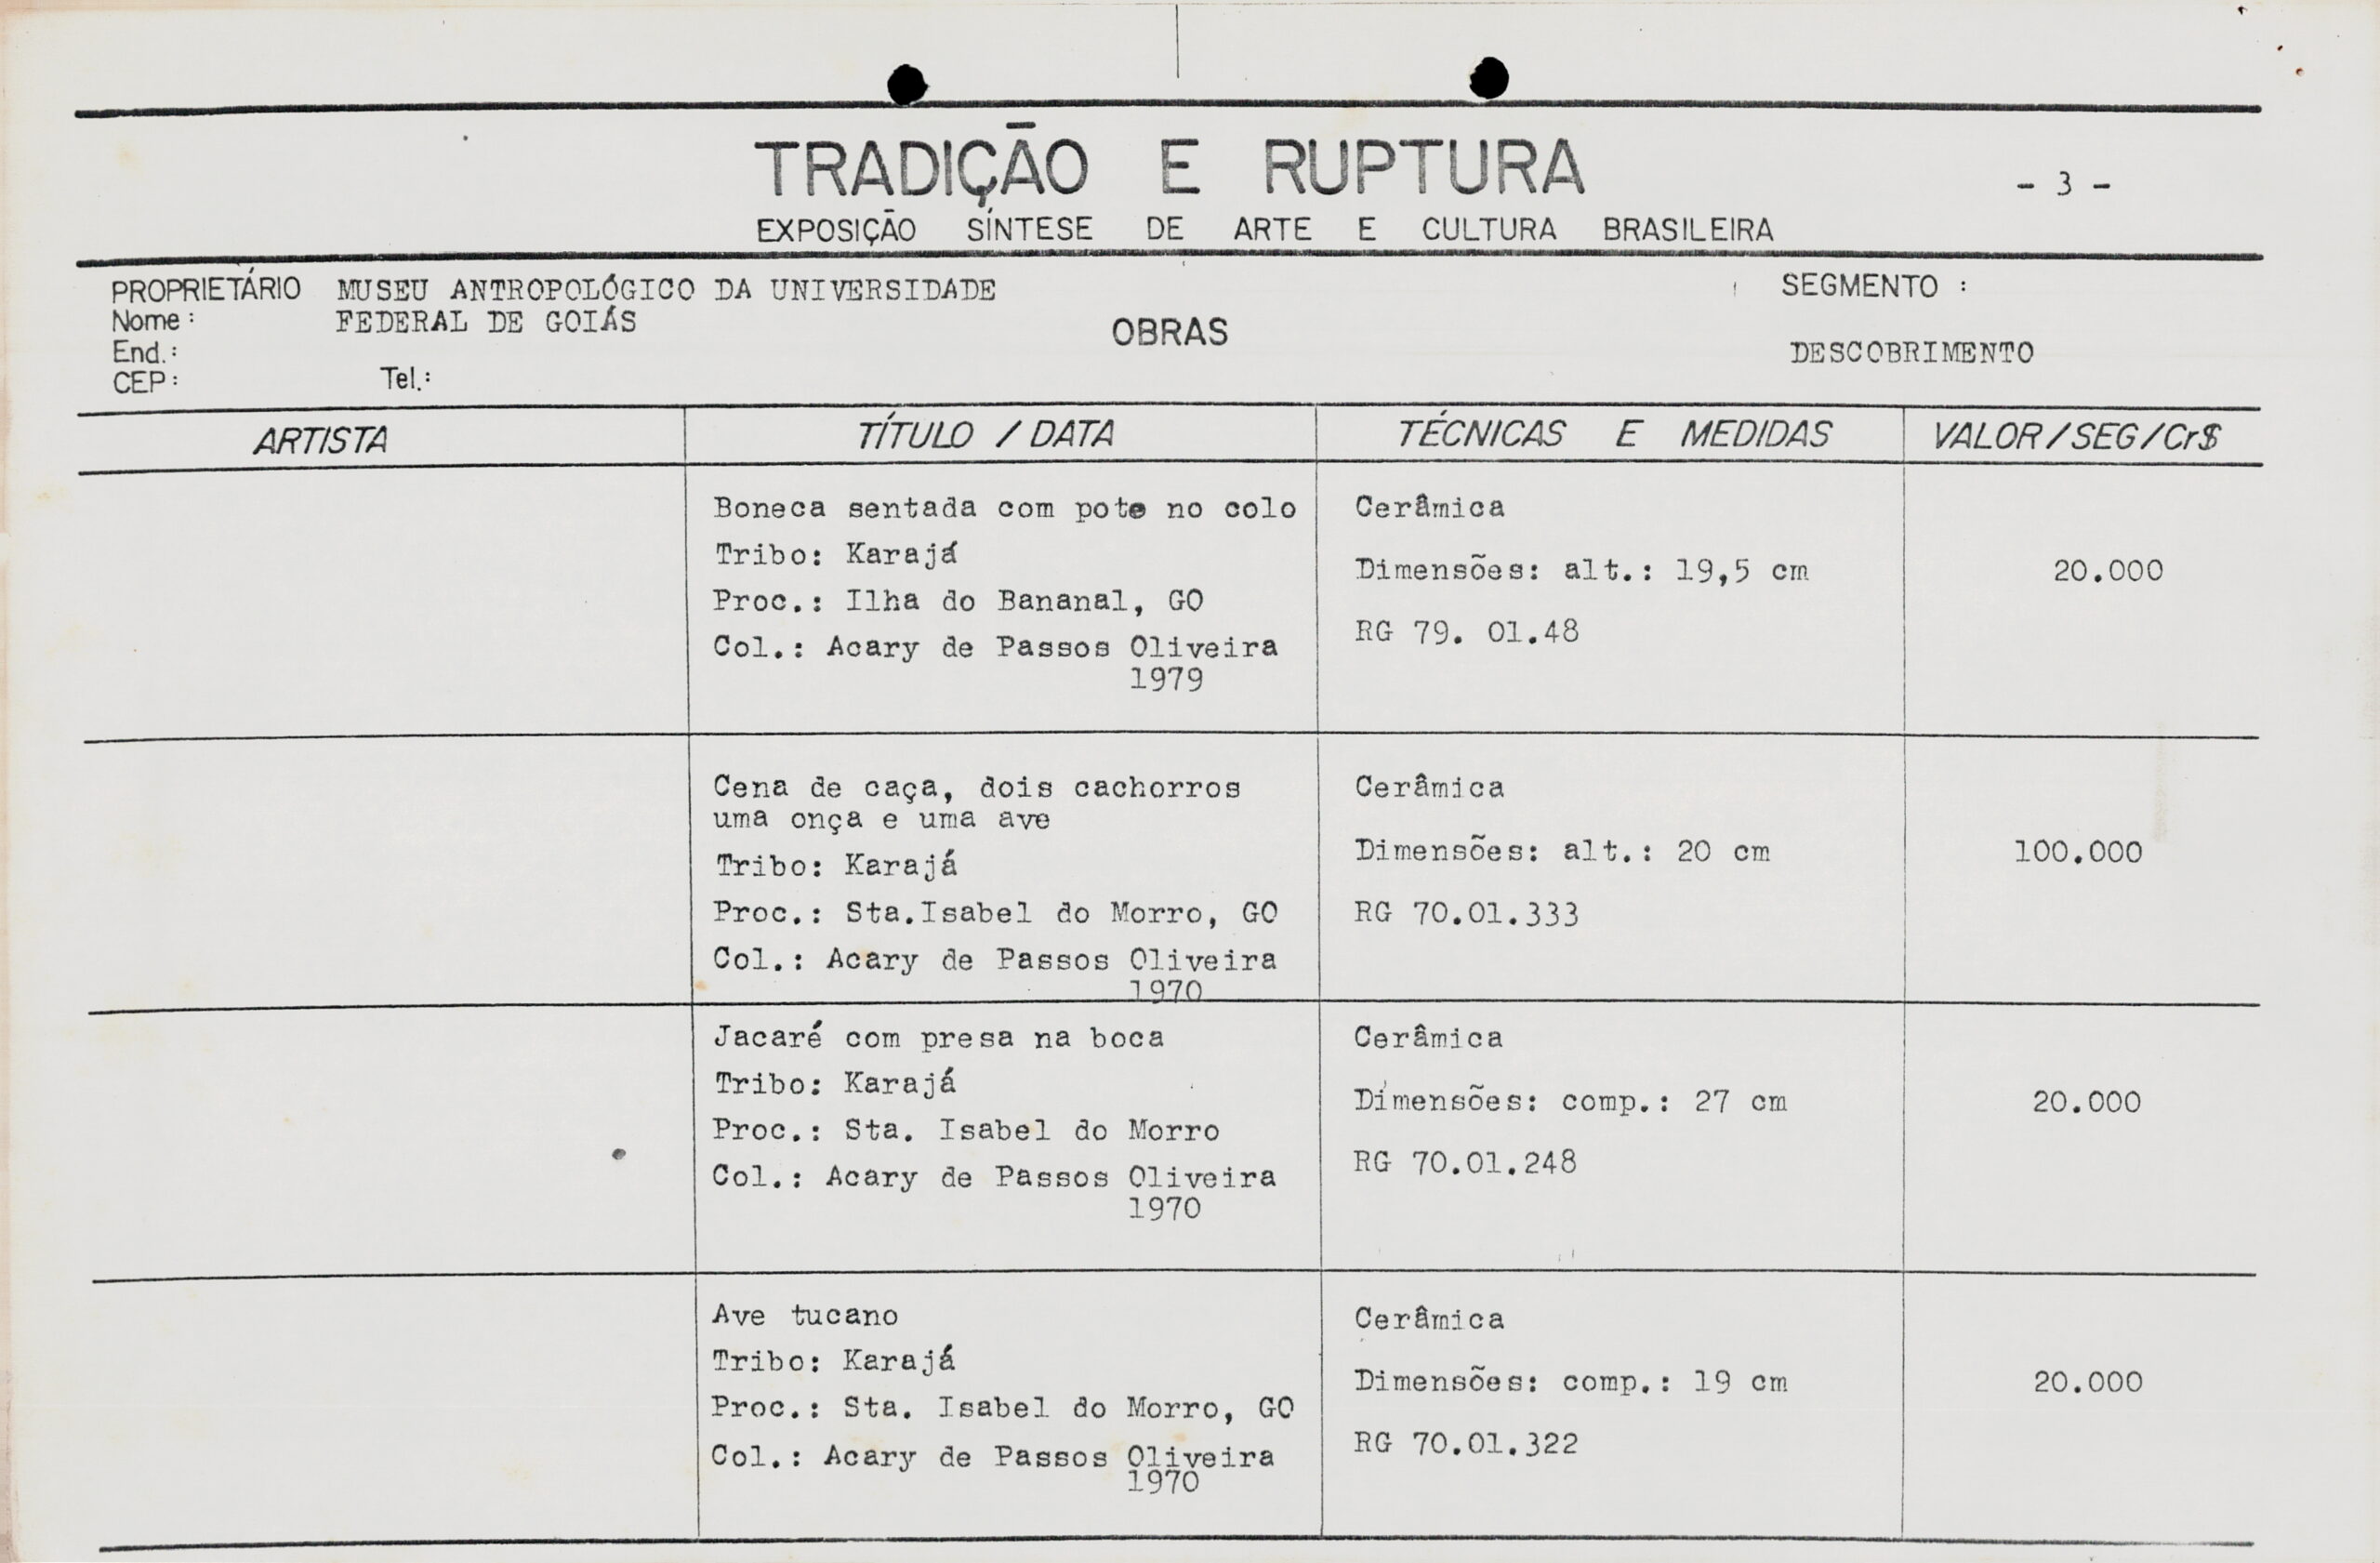 TRADIÇÃO E RUPTURA
- 3 -
EXPOSIÇÃO SÍNTESE DE ARTE E CULTURA BRASILEIRA
PROPRIETÁRIO MUSEU ANTROPOLÓGICO DA UNIVERSIDADE
Nome: FEDERAL DE GOIÁS
End.:
CEP: Tel.:
OBRAS
SEGMENTO :
DESCOBRIMENTO
ARTISTA TÍTULO / DATA TÉCNICAS E MEDIDAS VALOR/SEG/Cr$
Boneca sentada com pote no colo
Tribo: Karajá
Proc.: Ilha do Bananal, GO
Col.: Acary de Passos Oliveira
1979
Cerâmica
Dimensões: alt.: 19,5 cm
RG 79. 01.48
20.000
Cena de caça, dois cachorros
uma onça e uma ave
Tribo: Karajá
Proc.: Sta.Isabel do Morro, GO
Col.: Acary de Passos Oliveira
1970
Cerâmica
Dimensões: alt.: 20 cm
RG 70.01.333
100.000
Jacaré com presa na boca
Tribo: Karajá
Proc.: Sta. Isabel do Morro
Col.: Acary de Passos Oliveira
1970
Cerâmica
Dimensões: comp.: 27 cm
RG 70.01.248
20.000
Ave tucano
Tribo: Karajá
Proc.: Sta. Isabel do Morro, GO
Col.: Acary de Passos Oliveira
1970
Cerâmica
Dimensões: comp.: 19 cm
RG 70.01.322
20.000